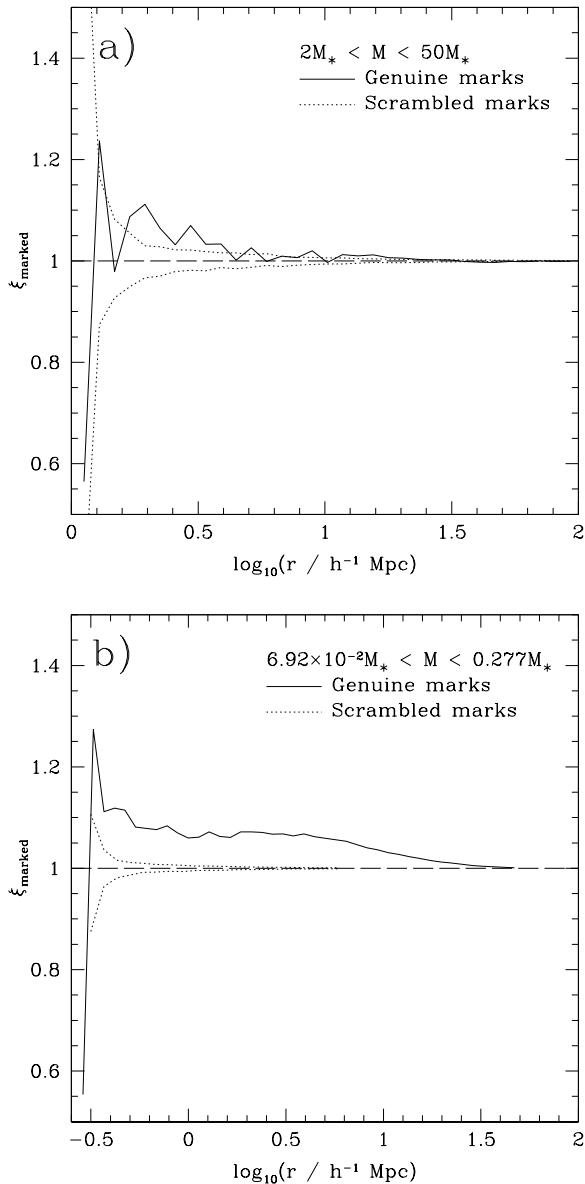 a)
2M* < M < 50M*
Genuine marks
Scrambled marks
1.4
1.2
1
0.8
0.6
ξmarked
0 0.5 1 1.5 2
log₁₀(r / h⁻¹ Mpc)
b)
6.92×10⁻²M* < M < 0.277M*
Genuine marks
Scrambled marks
1.4
1.2
1
0.8
0.6
ξmarked
−0.5 0 0.5 1 1.5 2
log₁₀(r / h⁻¹ Mpc)